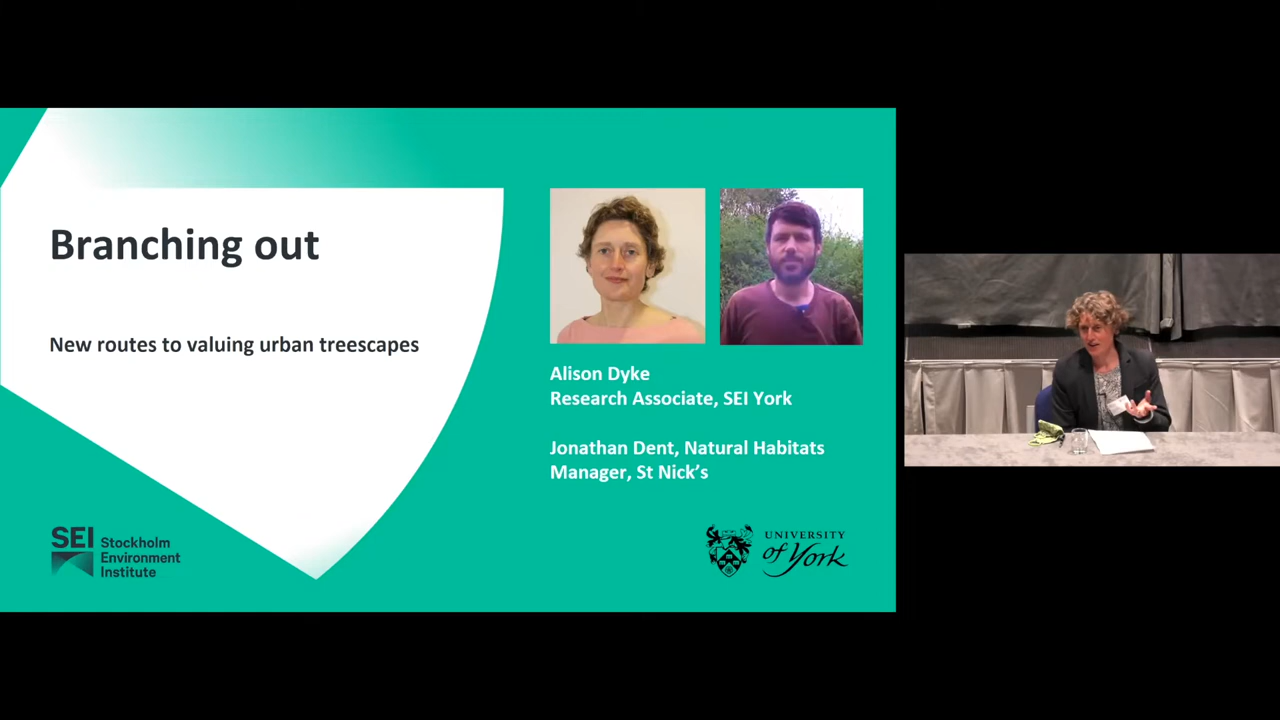 Branching out
New routes to valuing urban treescapes
Alison Dyke
Research Associate, SEI York
Jonathan Dent, Natural Habitats
Manager, St Nick’s
SEI Stockholm
Environment
Institute
UNIVERSITY
of York